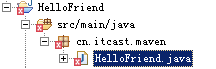 HelloFriend
src/main/java
cn.itcast.maven
HelloFriend.java